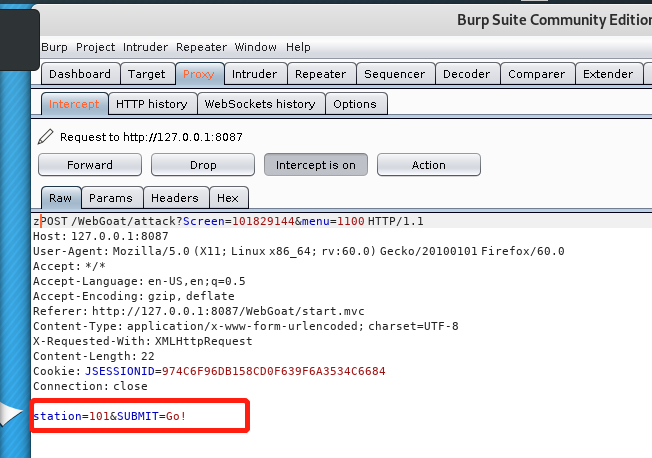 Burp Suite Community Edition
Burp Project Intruder Repeater Window Help
Dashboard Target Proxy Intruder Repeater Sequencer Decoder Comparer Extender
Intercept HTTP history WebSockets history Options
Request to http://127.0.0.1:8087
Forward Drop Intercept is on Action
Raw Params Headers Hex
zPOST /WebGoat/attack?Screen=101829144&menu=1100 HTTP/1.1
Host: 127.0.0.1:8087
User-Agent: Mozilla/5.0 (X11; Linux x86_64; rv:60.0) Gecko/20100101 Firefox/60.0
Accept: */*
Accept-Language: en-US,en;q=0.5
Accept-Encoding: gzip, deflate
Referer: http://127.0.0.1:8087/WebGoat/start.mvc
Content-Type: application/x-www-form-urlencoded; charset=UTF-8
X-Requested-With: XMLHttpRequest
Content-Length: 22
Cookie: JSESSIONID=974C6F96DB158CD0F639F6A3534C6684
Connection: close
station=101&SUBMIT=Go!